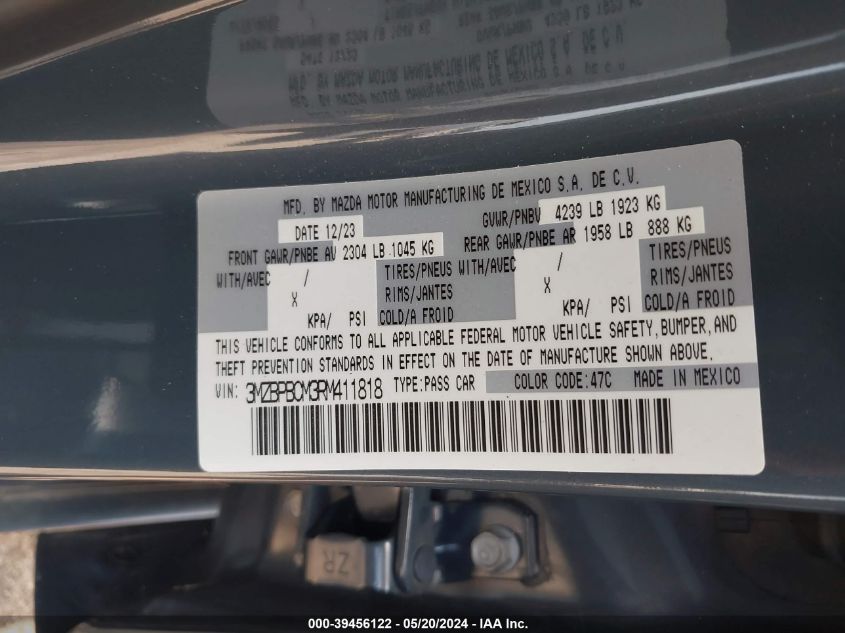 MFD. BY MAZDA MOTOR MANUFACTURING DE MEXICO S.A. DE C.V.
DATE 12/23 GVWR/PNBV 4239 LB 1923 KG
FRONT GAWR/PNBE AV 2304 LB 1045 KG REAR GAWR/PNBE AR 1958 LB 888 KG
WITH/AVEC / TIRES/PNEUS WITH/AVEC / TIRES/PNEUS
X RIMS/JANTES X RIMS/JANTES
KPA/ PSI COLD/A FROID KPA/ PSI COLD/A FROID
THIS VEHICLE CONFORMS TO ALL APPLICABLE FEDERAL MOTOR VEHICLE SAFETY, BUMPER, AND
THEFT PREVENTION STANDARDS IN EFFECT ON THE DATE OF MANUFACTURE SHOWN ABOVE.
VIN: 3MZBPBCM3RM411818 TYPE:PASS CAR COLOR CODE:47C MADE IN MEXICO
ZR
000-39456122 - 05/20/2024 - IAA Inc.